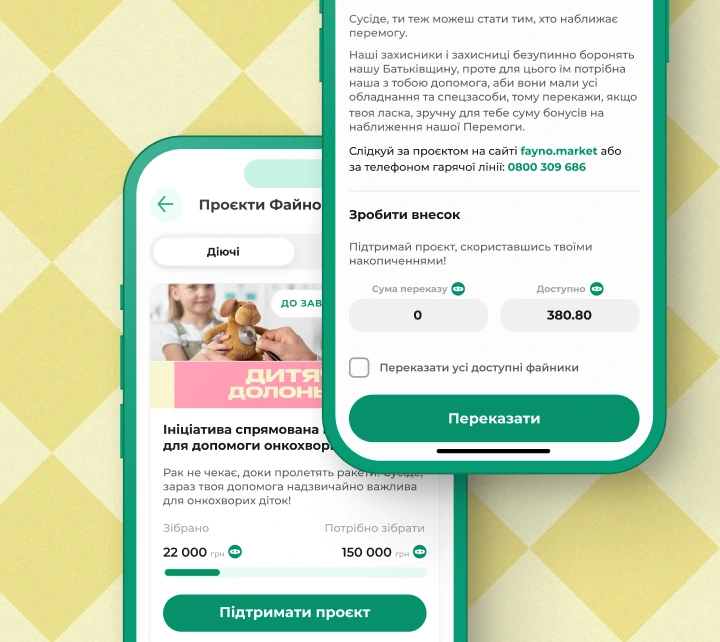 Сусіде, ти теж можеш стати тим, хто наближає
перемогу.
Наші захисники і захисниці безупинно боронять
нашу Батьківщину, проте для цього їм потрібна
наша з тобою допомога, аби вони мали усі
обладнання та спецзасоби, тому перекажи, якщо
твоя ласка, зручну для тебе суму бонусів на
наближення нашої Перемоги.
Слідкуй за проєктом на сайті fayno.market або
за телефоном гарячої лінії: 0800 309 686
Зробити внесок
Підтримай проєкт, скориставшись твоїми
накопиченнями!
Сума переказу
Доступно
0
380.80
Переказати усі доступні файники
Переказати
Проєкти Файно
Діючі
ДО ЗАВ
ДИТЯ
ДОЛОНЬ
Ініціатива спрямована
для допомоги онкохвор
Рак не чекає, доки пролетять ракети. Сусіде,
зараз твоя допомога надзвичайно важлива
для онкохворих діток!
Зібрано
Потрібно зібрати
22 000 грн
150 000 грн
Підтримати проєкт